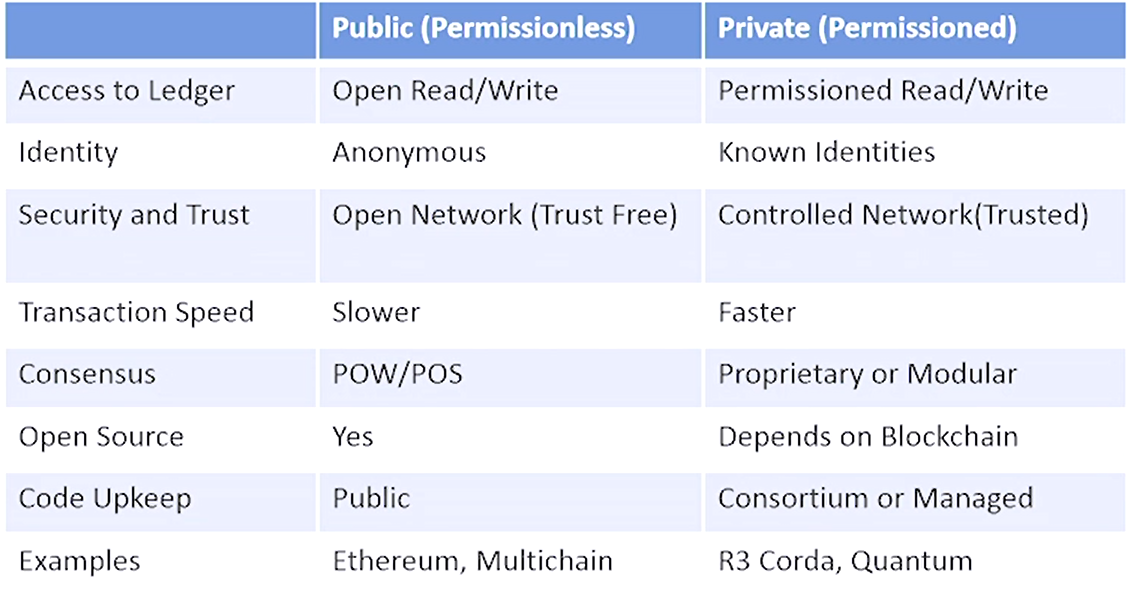 Public (Permissionless) Private (Permissioned)
Access to Ledger Open Read/Write Permissioned Read/Write
Identity Anonymous Known Identities
Security and Trust Open Network (Trust Free) Controlled Network(Trusted)
Transaction Speed Slower Faster
Consensus POW/POS Proprietary or Modular
Open Source Yes Depends on Blockchain
Code Upkeep Public Consortium or Managed
Examples Ethereum, Multichain R3 Corda, Quantum